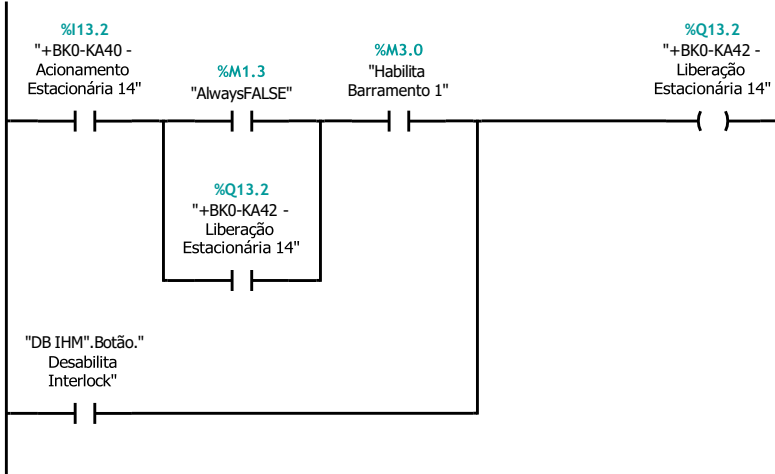 %I13.2
"+BK0-KA40 -
Acionamento
Estacionária 14"
%M1.3
"AlwaysFALSE"
%M3.0
"Habilita
Barramento 1"
%Q13.2
"+BK0-KA42 -
Liberação
Estacionária 14"
%Q13.2
"+BK0-KA42 -
Liberação
Estacionária 14"
"DB IHM".Botão."
Desabilita
Interlock"